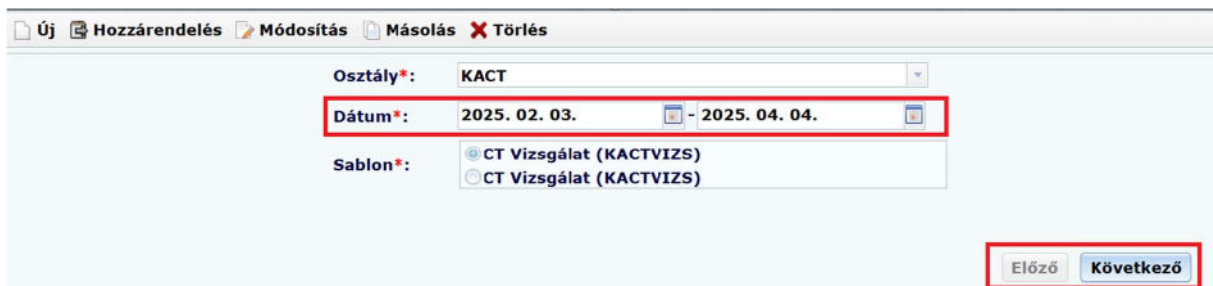 Új Hozzárendelés Módosítás Másolás Törlés
Osztály*: KACT
Dátum*: 2025. 02. 03. - 2025. 04. 04.
Sablon*: CT Vizsgálat (KACTVIZS)
CT Vizsgálat (KACTVIZS)
Előző Következő